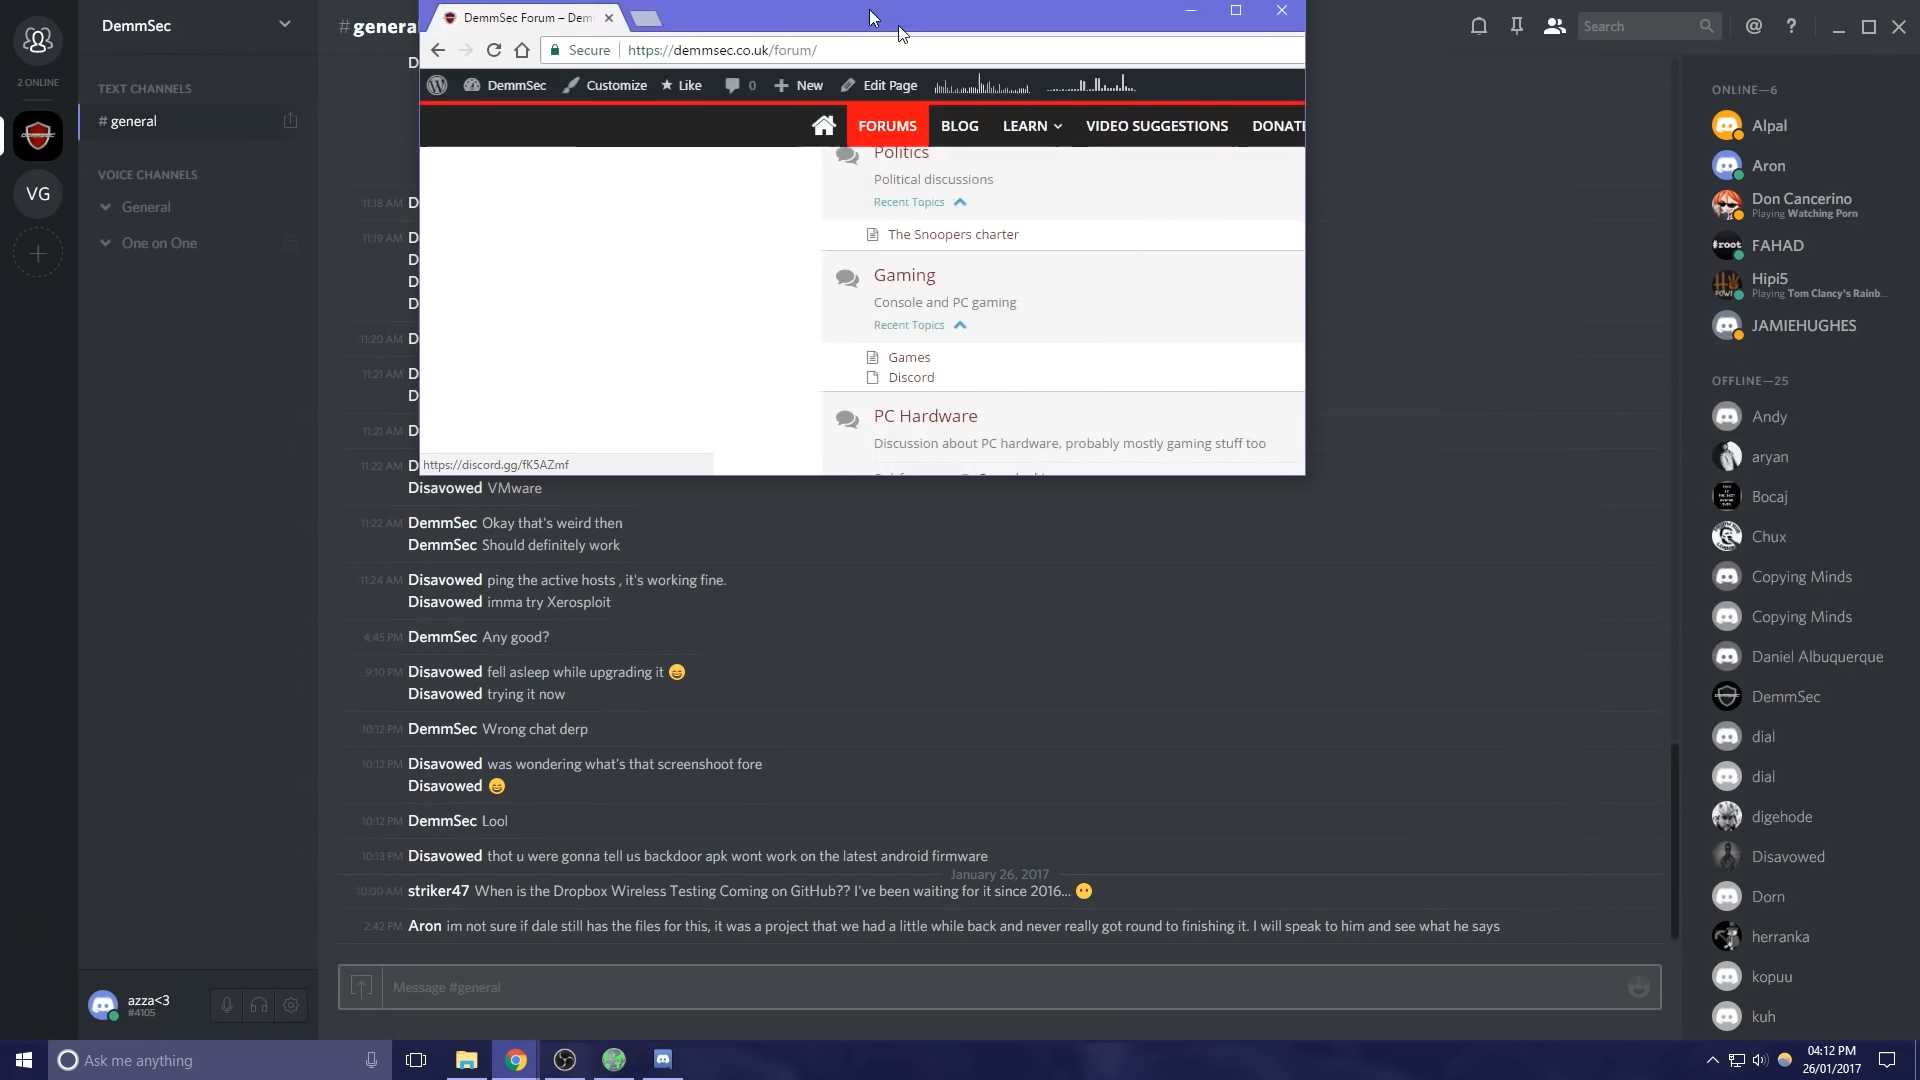 2 ONLINE
VG
DemmSec
TEXT CHANNELS
# general
VOICE CHANNELS
General
One on One
azza<3
#4105
# general
Search
DemmSec Forum – Dem
Secure
https://demmsec.co.uk/forum/
DemmSec
Customize
Like
0
New
Edit Page
FORUMS
BLOG
LEARN
VIDEO SUGGESTIONS
DONAT
Politics
Political discussions
Recent Topics
The Snoopers charter
Gaming
Console and PC gaming
Recent Topics
Games
Discord
PC Hardware
Discussion about PC hardware, probably mostly gaming stuff too
https://discord.gg/fK5AZmf
D
11:18 AM D
11:19 AM D
D
D
D
11:20 AM D
11:21 AM D
D
11:21 AM D
11:22 AM D
Disavowed VMware
11:22 AM DemmSec Okay that's weird then
DemmSec Should definitely work
11:24 AM Disavowed ping the active hosts , it's working fine.
Disavowed imma try Xerosploit
4:45 PM DemmSec Any good?
9:10 PM Disavowed fell asleep while upgrading it 😄
Disavowed trying it now
10:12 PM DemmSec Wrong chat derp
10:12 PM Disavowed was wondering what's that screenshoot fore
Disavowed 😄
10:12 PM DemmSec Lool
10:13 PM Disavowed thot u were gonna tell us backdoor apk wont work on the latest android firmware
January 26, 2017
10:00 AM striker47 When is the Dropbox Wireless Testing Coming on GitHub?? I've been waiting for it since 2016... 😶
2:42 PM Aron im not sure if dale still has the files for this, it was a project that we had a little while back and never really got round to finishing it. I will speak to him and see what he says
Message #general
ONLINE—6
Alpal
Aron
Don Cancerino
Playing Watching Porn
#root
FAHAD
Hipi5
Playing Tom Clancy's Rainb...
JAMIEHUGHES
OFFLINE—25
Andy
aryan
Bocaj
Chux
Copying Minds
Copying Minds
Daniel Albuquerque
DemmSec
dial
dial
digehode
Disavowed
Dorn
herranka
kopuu
kuh
Ask me anything
04:12 PM
26/01/2017